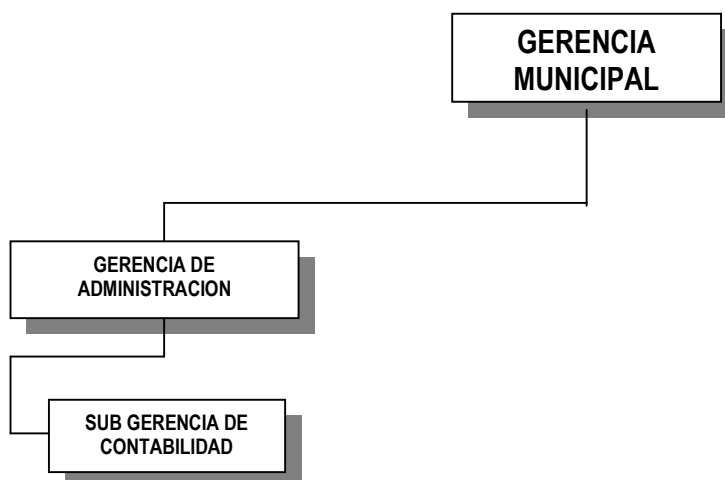 GERENCIA
MUNICIPAL
GERENCIA DE
ADMINISTRACION
SUB GERENCIA DE
CONTABILIDAD